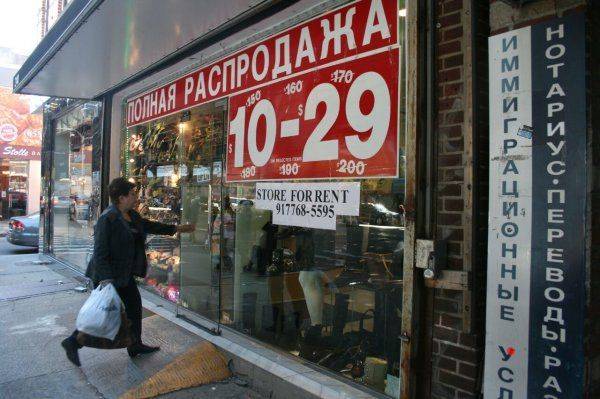 ПОЛНАЯ РАСПРОДАЖА
150 160 170
$10-29
190 200
STORE FOR RENT
917768-5595
ИММИГРАЦИОННЫЕ УСЛ
НОТАРИУС·ПЕРЕВОДЫ·РА
Stolle